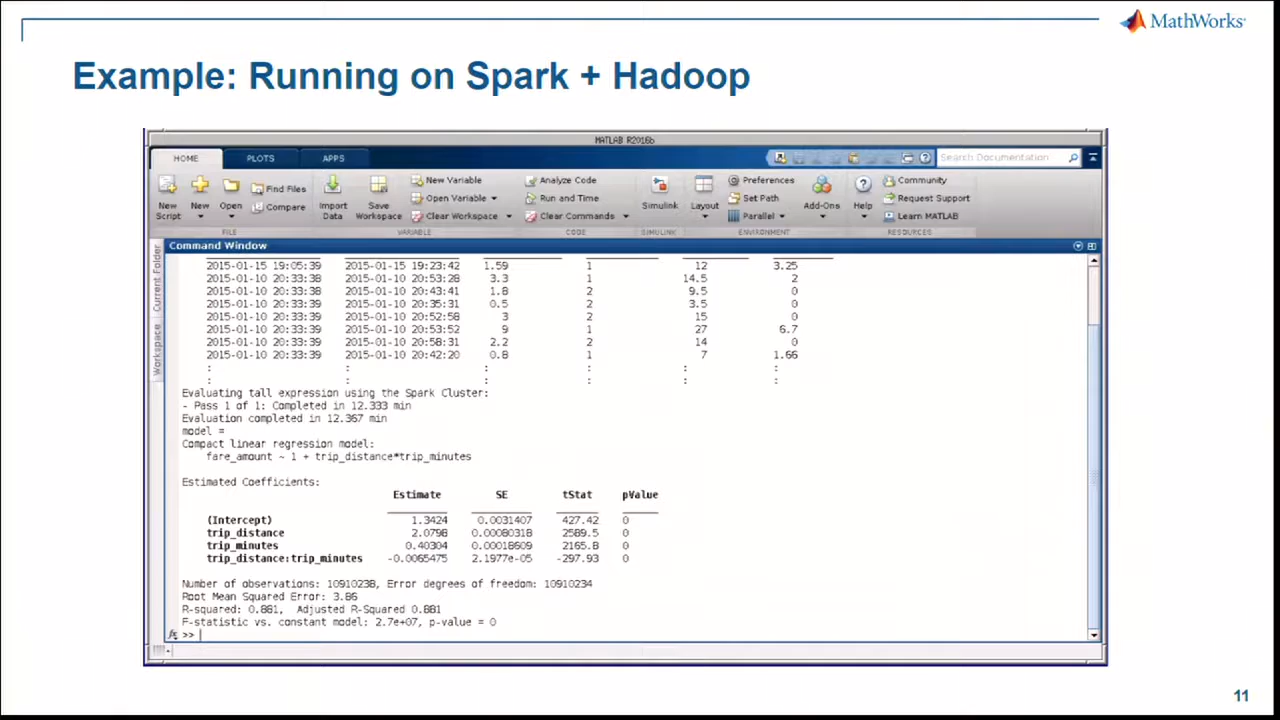 MathWorks
Example: Running on Spark + Hadoop
MATLAB R2016b
HOME PLOTS APPS
Search Documentation
New Script
New
Open
Find Files
Compare
Import Data
Save Workspace
New Variable
Open Variable
Clear Workspace
Analyze Code
Run and Time
Clear Commands
Simulink
Layout
Preferences
Set Path
Parallel
Add-Ons
Help
Community
Request Support
Learn MATLAB
FILE VARIABLE CODE SIMULINK ENVIRONMENT RESOURCES
Current Folder
Workspace
Command Window
2015-01-15 19:05:39 2015-01-15 19:23:42 1.59 1 12 3.25
2015-01-10 20:33:38 2015-01-10 20:53:28 3.3 1 14.5 2
2015-01-10 20:33:38 2015-01-10 20:43:41 1.8 2 9.5 0
2015-01-10 20:33:39 2015-01-10 20:35:31 0.5 2 3.5 0
2015-01-10 20:33:39 2015-01-10 20:52:58 3 2 15 0
2015-01-10 20:33:39 2015-01-10 20:53:52 9 1 27 6.7
2015-01-10 20:33:39 2015-01-10 20:58:31 2.2 2 14 0
2015-01-10 20:33:39 2015-01-10 20:42:20 0.8 1 7 1.66
: : : : : :
: : : : : :
Evaluating tall expression using the Spark Cluster:
- Pass 1 of 1: Completed in 12.333 min
Evaluation completed in 12.367 min
model =
Compact linear regression model:
fare_amount ~ 1 + trip_distance*trip_minutes
Estimated Coefficients:
Estimate SE tStat pValue
(Intercept) 1.3424 0.0031407 427.42 0
trip_distance 2.0798 0.00080318 2589.5 0
trip_minutes 0.40304 0.00018609 2165.8 0
trip_distance:trip_minutes -0.0065475 2.1977e-05 -297.93 0
Number of observations: 10910238, Error degrees of freedom: 10910234
Root Mean Squared Error: 3.86
R-squared: 0.881, Adjusted R-Squared 0.881
F-statistic vs. constant model: 2.7e+07, p-value = 0
fx >>
11